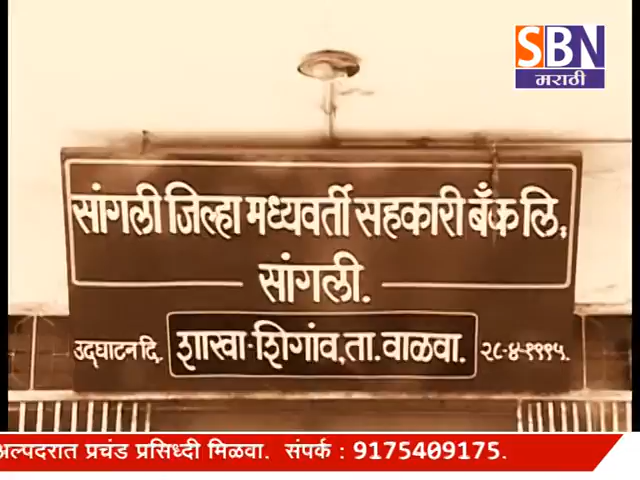 SBN
मराठी
सांगली जिल्हा मध्यवर्ती सहकारी बँक लि;
सांगली.
उद्घाटन दि. शाखा-शिगांव, ता. वाळवा. २८-४-१९९५.
अल्पदरात प्रचंड प्रसिध्दी मिळवा. संपर्क : 9175409175.